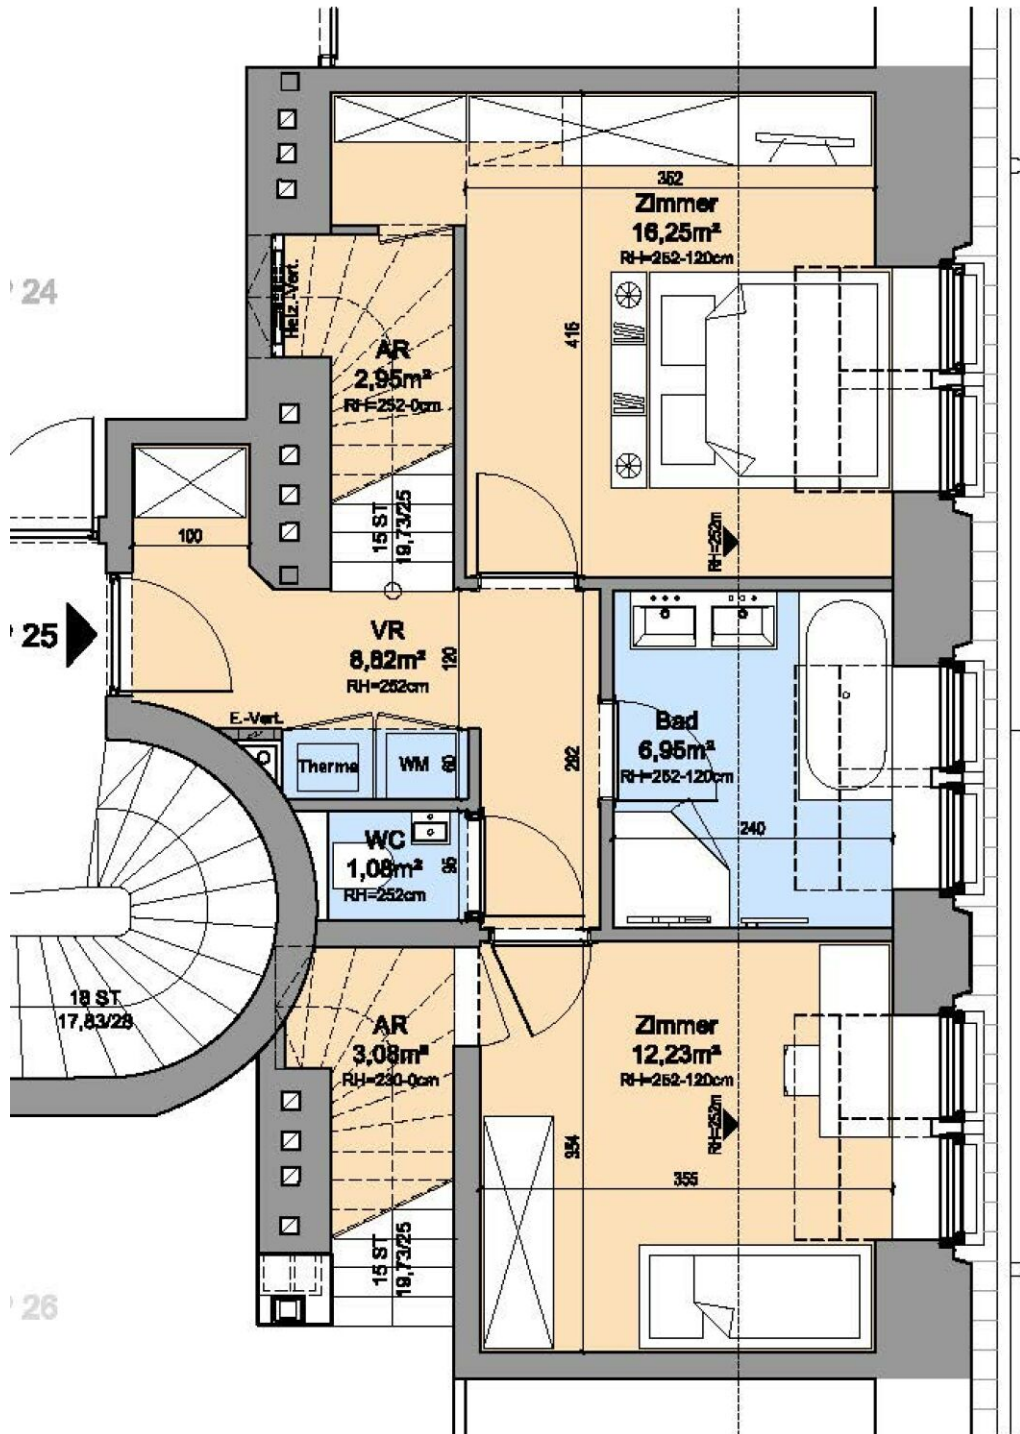 352
Zimmer
16,25m²
RH=252-120cm
24
Heiz.-Vert.
416
AR
2,95m²
RH=252-0cm
15 ST
19,73/25
100
RH=252m
25
VR
8,82m²
RH=252cm
120
E.-Vert.
Therme
WM
60
292
Bad
6,95m²
RH=252-120cm
240
WC
1,08m²
RH=252cm
95
18 ST
17,83/28
AR
3,08m²
RH=230-0cm
Zimmer
12,23m²
RH=252-120cm
RH=252m
354
355
15 ST
19,73/25
26